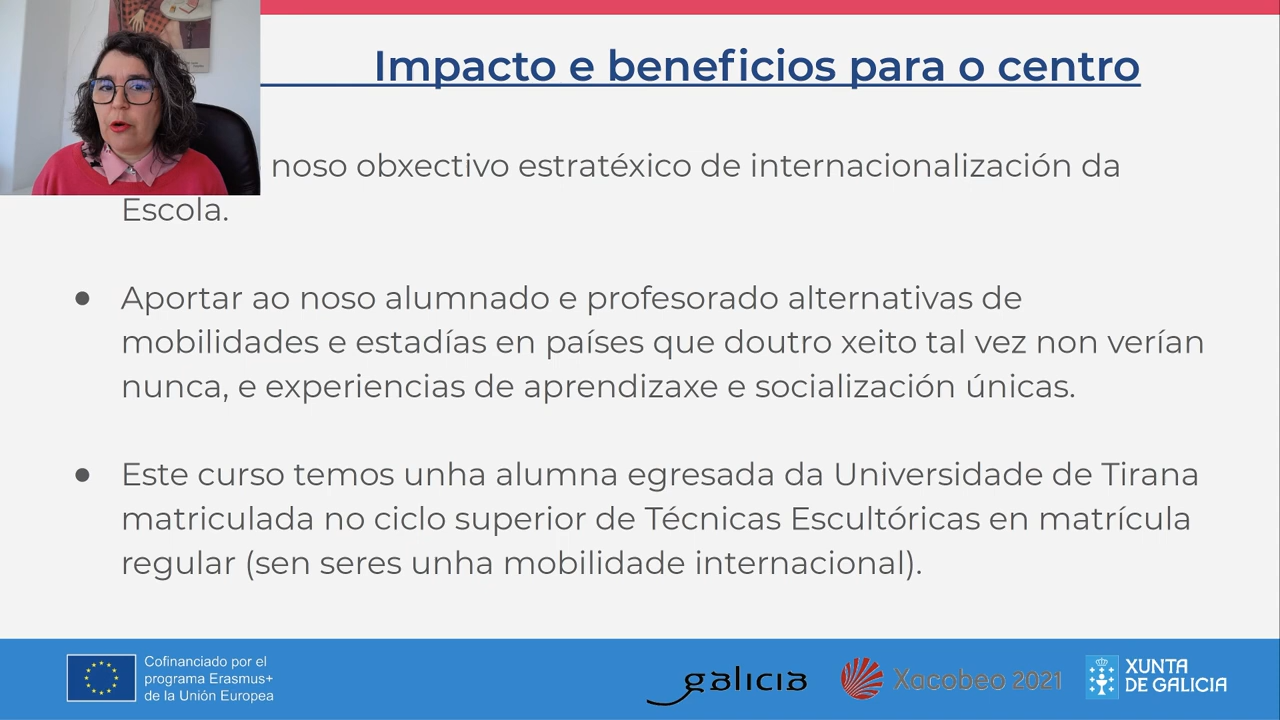 Impacto e beneficios para o centro
noso obxectivo estratéxico de internacionalización da
Escola.
● Aportar ao noso alumnado e profesorado alternativas de
mobilidades e estadías en países que doutro xeito tal vez non verían
nunca, e experiencias de aprendizaxe e socialización únicas.
● Este curso temos unha alumna egresada da Universidade de Tirana
matriculada no ciclo superior de Técnicas Escultóricas en matrícula
regular (sen seres unha mobilidade internacional).
Cofinanciado por el
programa Erasmus+
de la Unión Europea
galicia
Xacobeo 2021
XUNTA
DE GALICIA